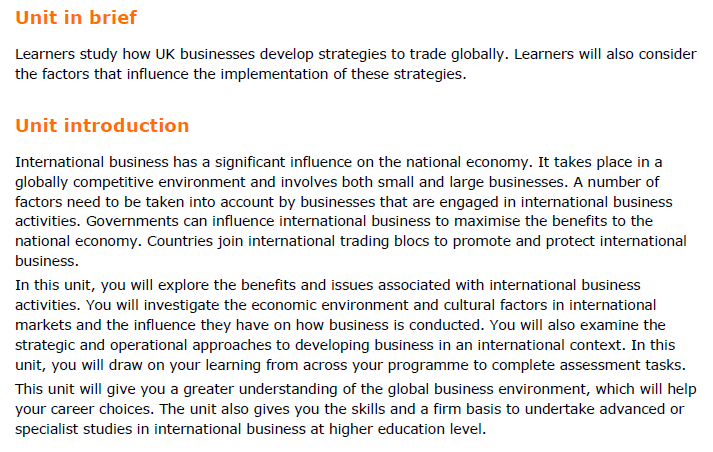 Unit in brief
Learners study how UK businesses develop strategies to trade globally. Learners will also consider
the factors that influence the implementation of these strategies.
Unit introduction
International business has a significant influence on the national economy. It takes place in a
globally competitive environment and involves both small and large businesses. A number of
factors need to be taken into account by businesses that are engaged in international business
activities. Governments can influence international business to maximise the benefits to the
national economy. Countries join international trading blocs to promote and protect international
business.
In this unit, you will explore the benefits and issues associated with international business
activities. You will investigate the economic environment and cultural factors in international
markets and the influence they have on how business is conducted. You will also examine the
strategic and operational approaches to developing business in an international context. In this
unit, you will draw on your learning from across your programme to complete assessment tasks.
This unit will give you a greater understanding of the global business environment, which will help
your career choices. The unit also gives you the skills and a firm basis to undertake advanced or
specialist studies in international business at higher education level.